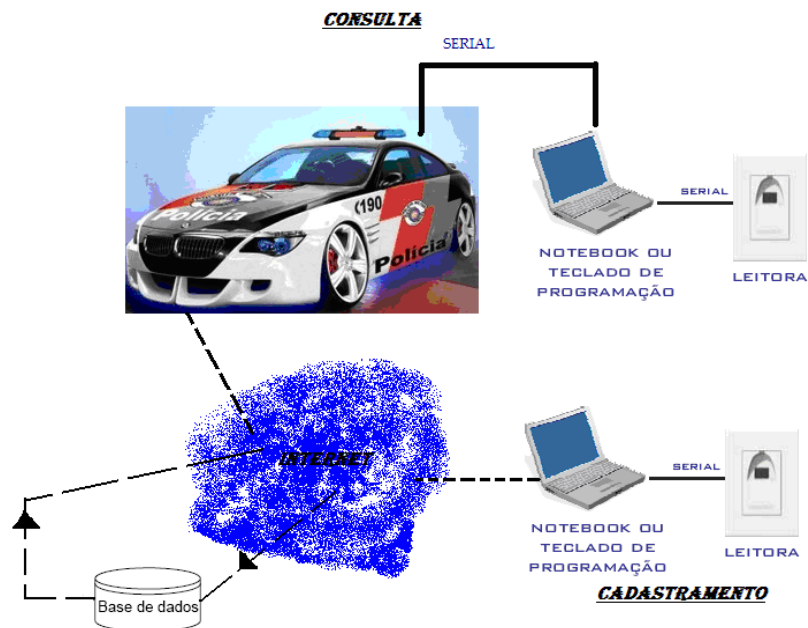 CONSULTA
SERIAL
190
Polícia
Polícia
SERIAL
NOTEBOOK OU
TECLADO DE
PROGRAMAÇÃO
LEITORA
INTERNET
SERIAL
NOTEBOOK OU
TECLADO DE
PROGRAMAÇÃO
LEITORA
Base de dados
CADASTRAMENTO